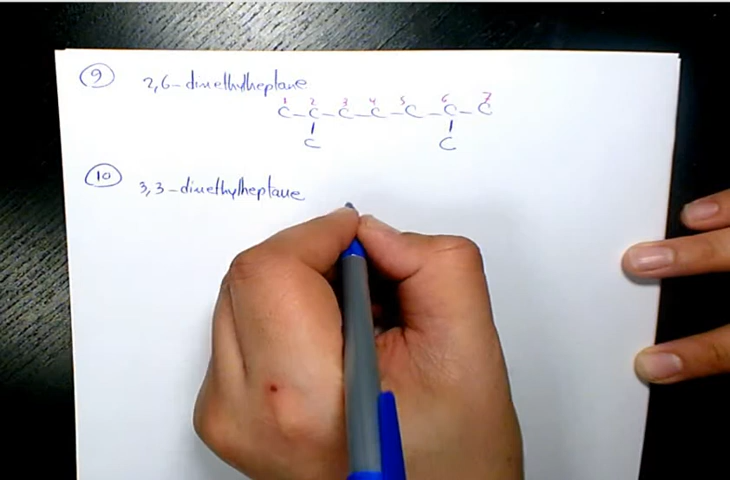 9 2,6-dimethylheptane
1 2 3 4 5 6 7
C-C-C-C-C-C-C
C C
10 3,3-dimethylheptane